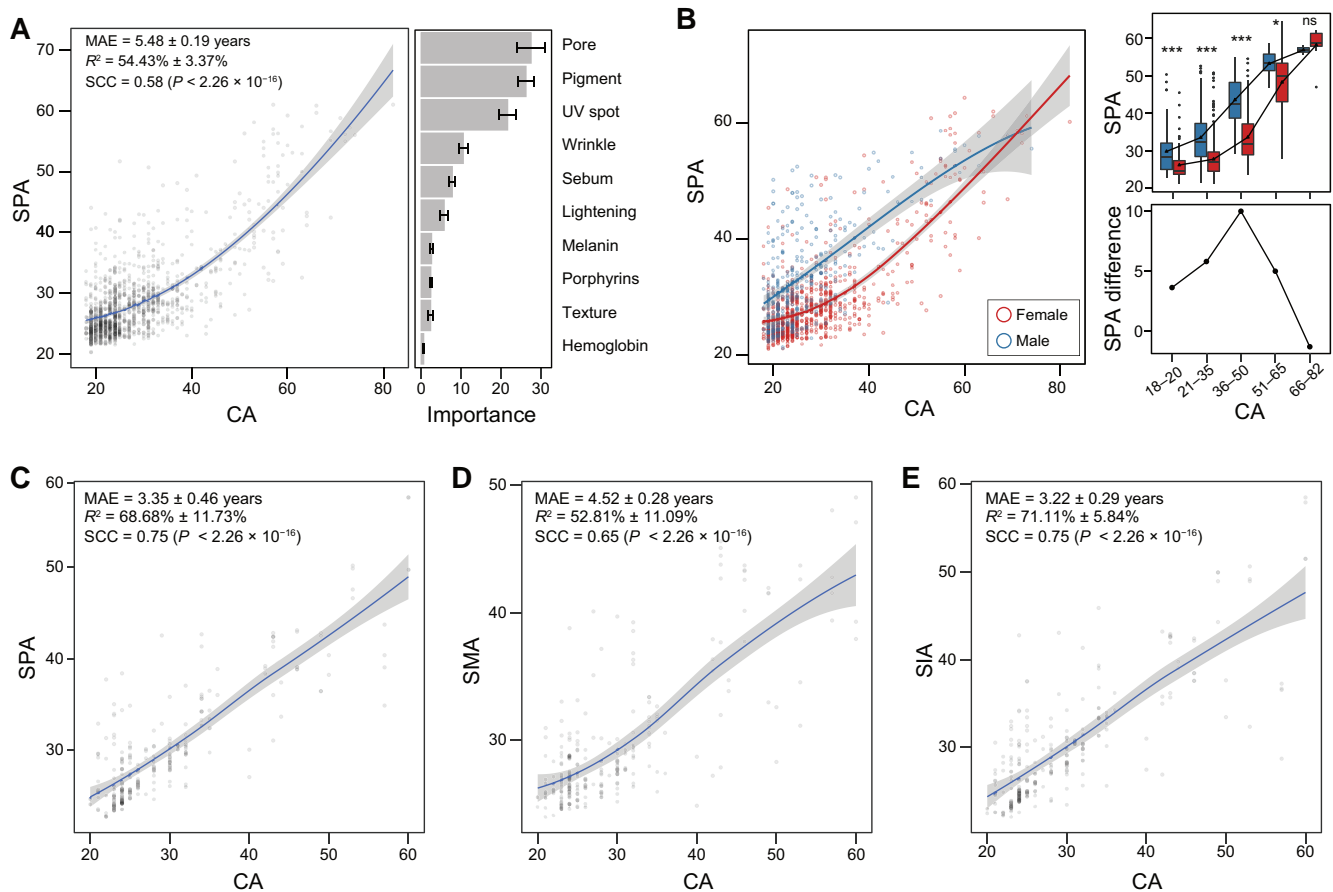 A
MAE = 5.48 ± 0.19 years
R² = 54.43% ± 3.37%
SCC = 0.58 (P < 2.26 × 10⁻¹⁶)
SPA
70
60
50
40
30
20
20
40
60
80
CA
Pore
Pigment
UV spot
Wrinkle
Sebum
Lightening
Melanin
Porphyrins
Texture
Hemoglobin
0
10
20
30
Importance
B
SPA
60
40
20
20
40
60
80
CA
Female
Male
SPA
60
50
40
30
20
***
***
***
*
ns
SPA difference
10
5
0
18–20
21–35
36–50
51–65
66–82
CA
C
MAE = 3.35 ± 0.46 years
R² = 68.68% ± 11.73%
SCC = 0.75 (P < 2.26 × 10⁻¹⁶)
SPA
60
50
40
30
20
30
40
50
60
CA
D
MAE = 4.52 ± 0.28 years
R² = 52.81% ± 11.09%
SCC = 0.65 (P < 2.26 × 10⁻¹⁶)
SMA
50
40
30
20
30
40
50
60
CA
E
MAE = 3.22 ± 0.29 years
R² = 71.11% ± 5.84%
SCC = 0.75 (P < 2.26 × 10⁻¹⁶)
SIA
60
50
40
30
20
30
40
50
60
CA